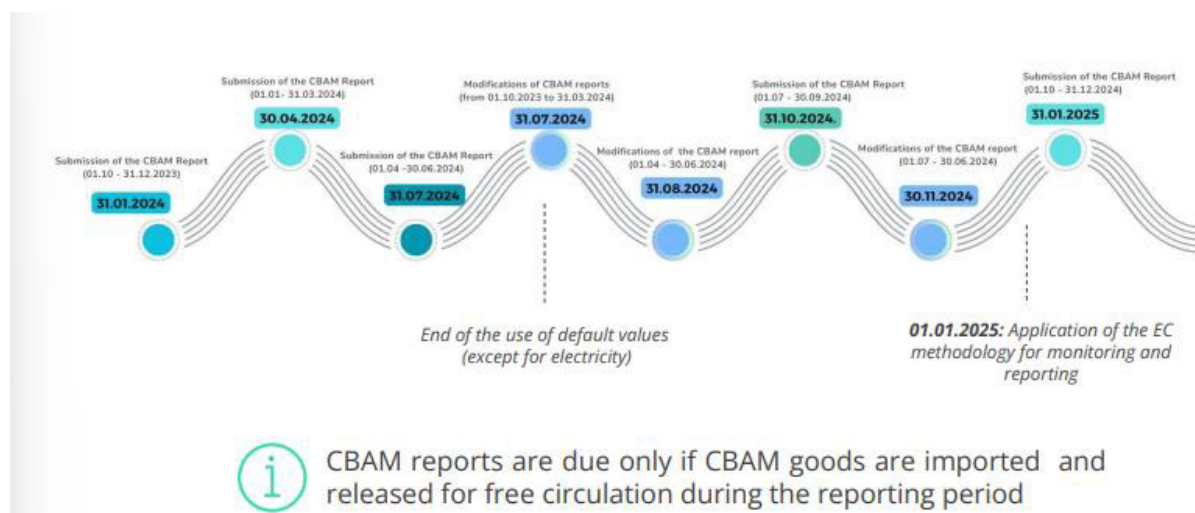 Submission of the CBAM Report
(01.10 - 31.12.2023)
31.01.2024
Submission of the CBAM Report
(01.01- 31.03.2024)
30.04.2024
Submission of the CBAM Report
(01.04 -30.06.2024)
31.07.2024
Modifications of CBAM reports
(from 01.10.2023 to 31.03.2024)
31.07.2024
Modifications of the CBAM report
(01.04 - 30.06.2024)
31.08.2024
Submission of the CBAM Report
(01.07 - 30.09.2024)
31.10.2024.
Modifications of the CBAM report
(01.07 - 30.06.2024)
30.11.2024
Submission of the CBAM Report
(01.10 - 31.12.2024)
31.01.2025
End of the use of default values
(except for electricity)
01.01.2025: Application of the EC
methodology for monitoring and
reporting
i
CBAM reports are due only if CBAM goods are imported and
released for free circulation during the reporting period